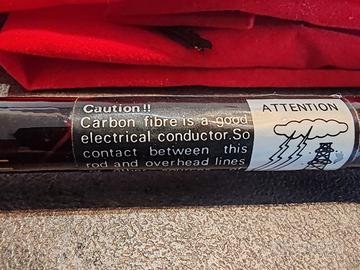 Caution!!
Carbon fibre is a good
electrical conductor.So
contact between this
rod and overhead lines
ATTENTION